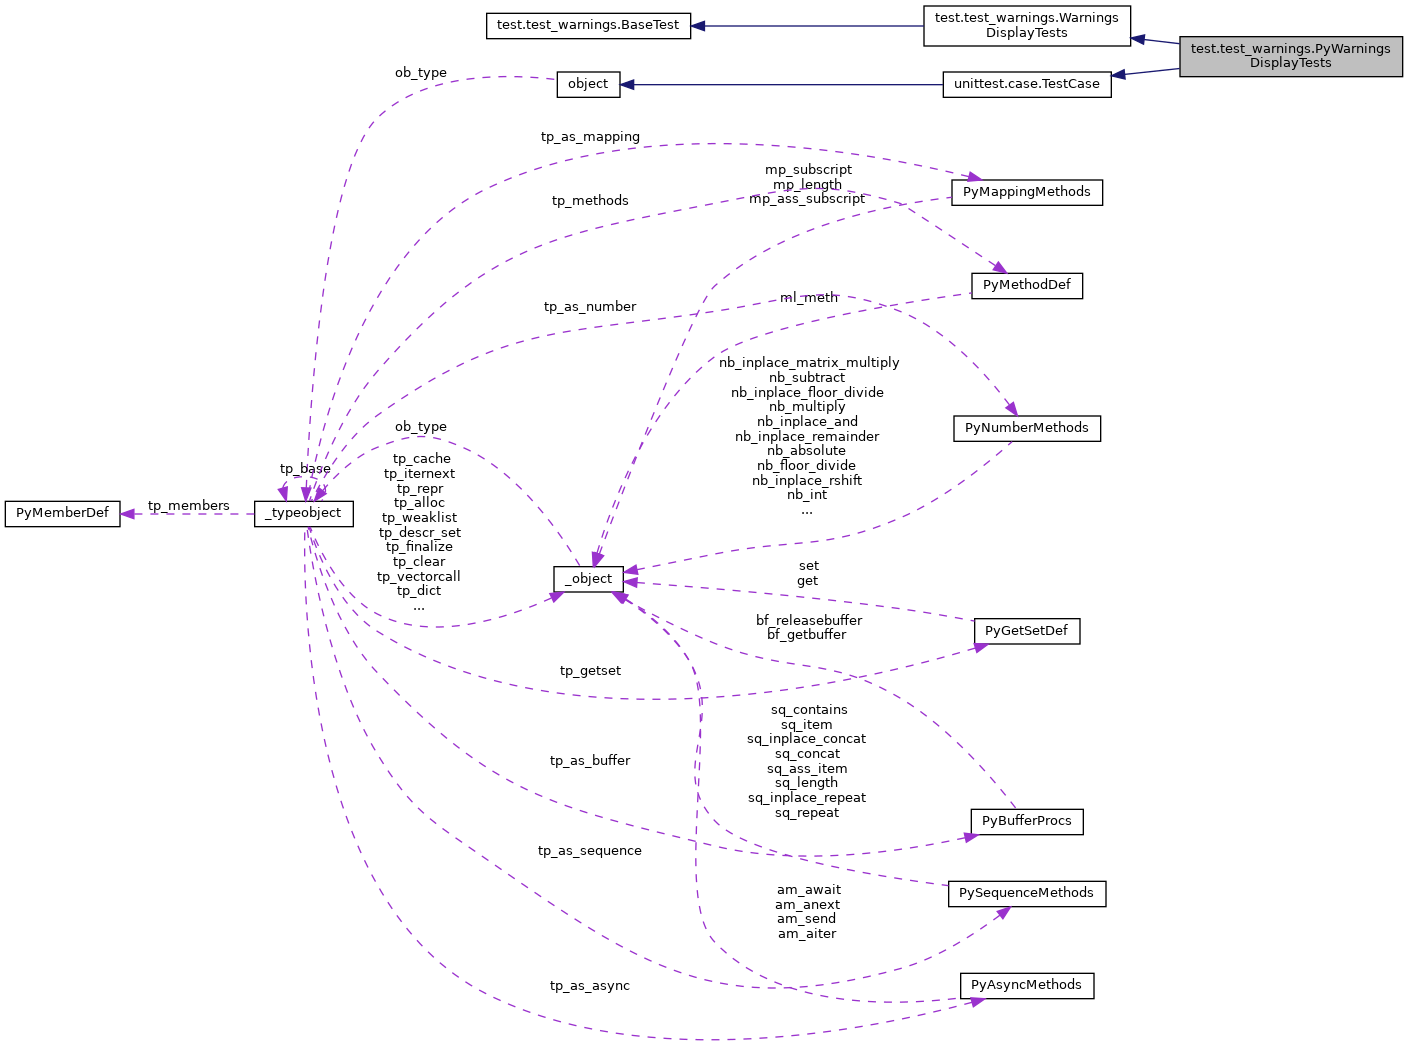 test.test_warnings.BaseTest
test.test_warnings.Warnings
DisplayTests
test.test_warnings.PyWarnings
DisplayTests
ob_type
object
unittest.case.TestCase
tp_as_mapping
mp_subscript
mp_length
mp_ass_subscript
PyMappingMethods
tp_methods
PyMethodDef
ml_meth
tp_as_number
nb_inplace_matrix_multiply
nb_subtract
nb_inplace_floor_divide
nb_multiply
nb_inplace_and
nb_inplace_remainder
nb_absolute
nb_floor_divide
nb_inplace_rshift
nb_int
...
PyNumberMethods
ob_type
tp_base
tp_cache
tp_iternext
tp_repr
tp_alloc
tp_weaklist
tp_descr_set
tp_finalize
tp_clear
tp_vectorcall
tp_dict
...
PyMemberDef
tp_members
_typeobject
_object
set
get
bf_releasebuffer
bf_getbuffer
PyGetSetDef
tp_getset
sq_contains
sq_item
sq_inplace_concat
sq_concat
sq_ass_item
sq_length
sq_inplace_repeat
sq_repeat
tp_as_buffer
PyBufferProcs
tp_as_sequence
PySequenceMethods
am_await
am_anext
am_send
am_aiter
tp_as_async
PyAsyncMethods